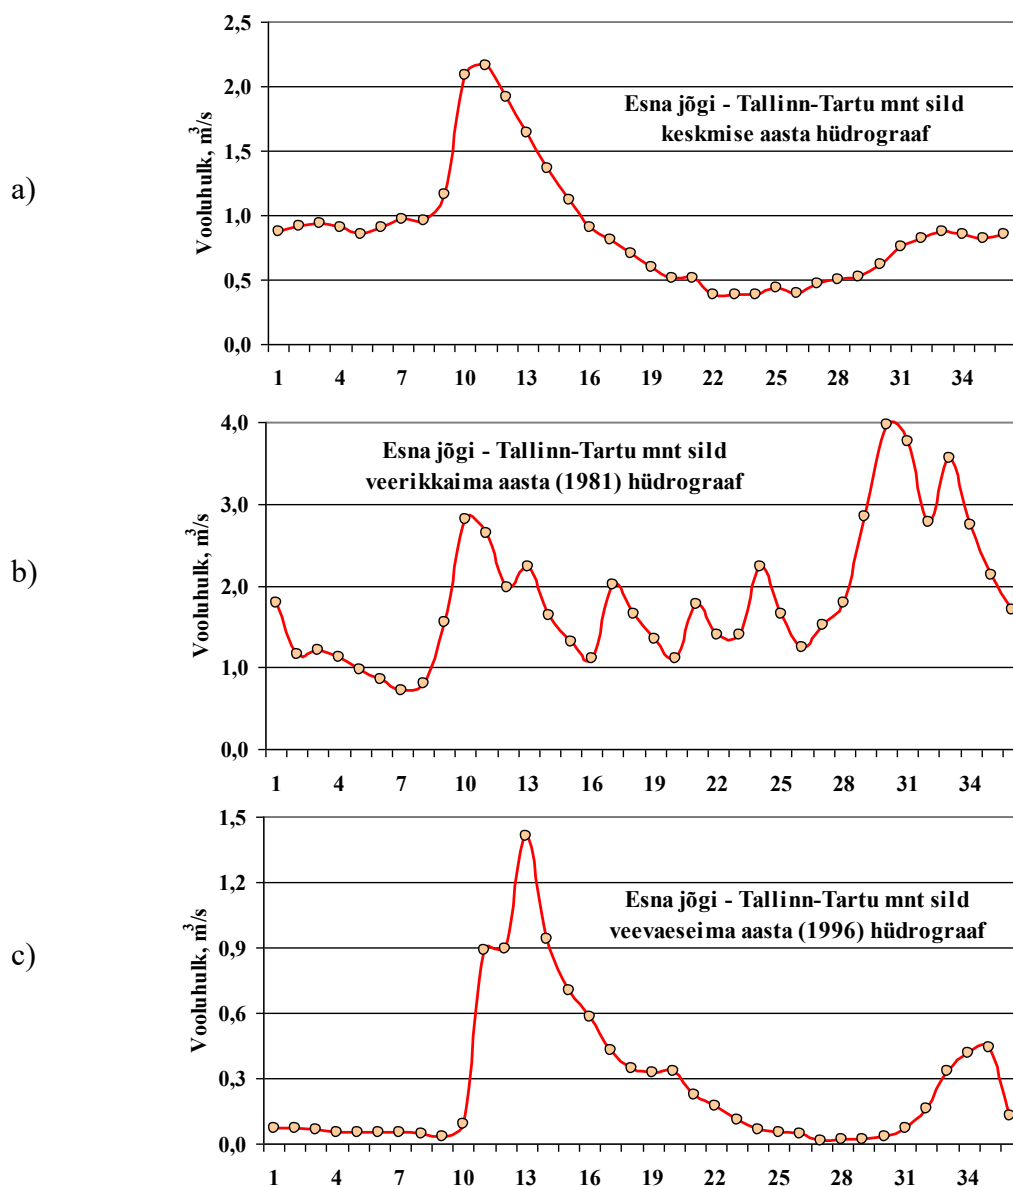 a)
Vooluhulk, m³/s
2,5
2,0
1,5
1,0
0,5
0,0
Esna jõgi - Tallinn-Tartu mnt sild
keskmise aasta hüdrograaf
1 4 7 10 13 16 19 22 25 28 31 34
b)
Vooluhulk, m³/s
4,0
3,0
2,0
1,0
0,0
Esna jõgi - Tallinn-Tartu mnt sild
veerikkaima aasta (1981) hüdrograaf
1 4 7 10 13 16 19 22 25 28 31 34
c)
Vooluhulk, m³/s
1,5
1,2
0,9
0,6
0,3
0,0
Esna jõgi - Tallinn-Tartu mnt sild
veevaeseima aasta (1996) hüdrograaf
1 4 7 10 13 16 19 22 25 28 31 34